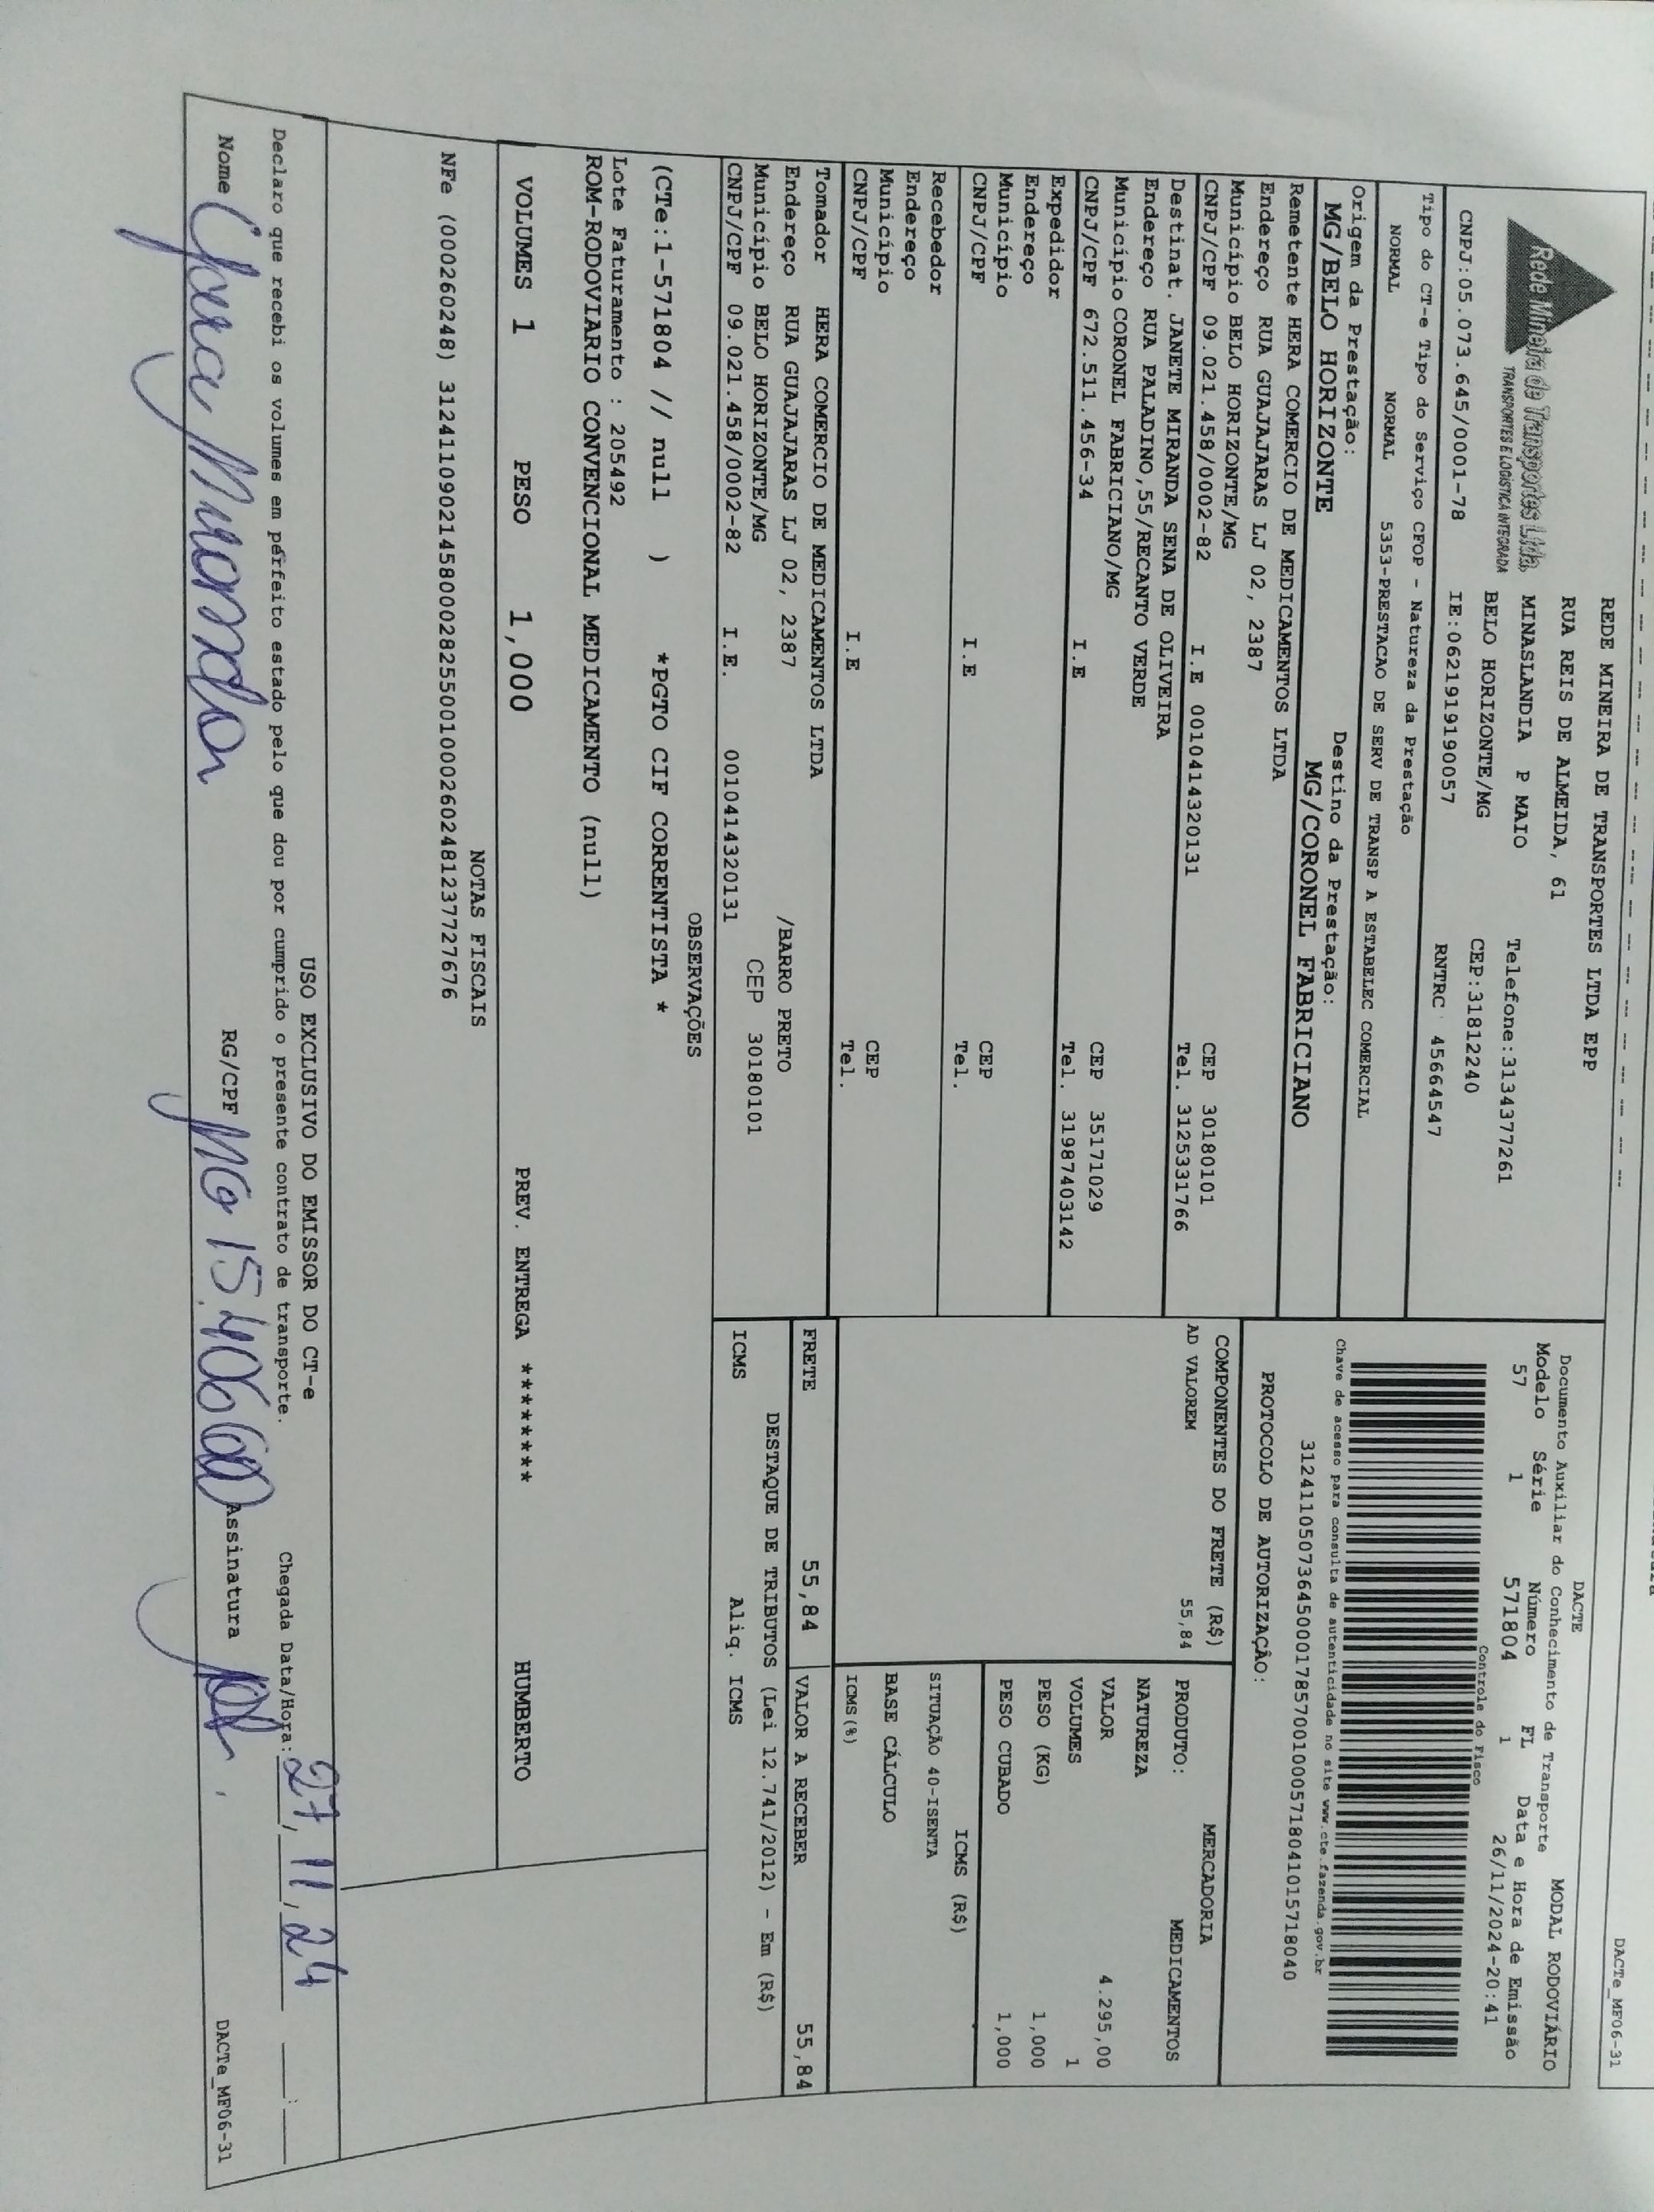 DACTe_MF06-31
Rede Mineira de Transportes Ltda.
TRANSPORTES E LOGÍSTICA INTEGRADA
REDE MINEIRA DE TRANSPORTES LTDA EPP
RUA REIS DE ALMEIDA, 61
MINASLANDIA P MAIO Telefone:3134377261
BELO HORIZONTE/MG CEP:31812240
CNPJ:05.073.645/0001-78 IE:0621919190057 RNTRC 45664547
DACTE
Documento Auxiliar do Conhecimento de Transporte MODAL RODOVIÁRIO
Modelo Série Número FL Data e Hora de Emissão
57 1 571804 1 26/11/2024-20:41
Controle do Fisco
Chave de acesso para consulta de autenticidade no site www.cte.fazenda.gov.br
31241105073645000178570010005718041015718040
PROTOCOLO DE AUTORIZAÇÃO:
Tipo do CT-e Tipo do Serviço CFOP - Natureza da Prestação
NORMAL NORMAL 5353-PRESTACAO DE SERV DE TRANSP A ESTABELEC COMERCIAL
Origem da Prestação: Destino da Prestação:
MG/BELO HORIZONTE MG/CORONEL FABRICIANO
Remetente HERA COMERCIO DE MEDICAMENTOS LTDA
Endereço RUA GUAJAJARAS LJ 02, 2387
Município BELO HORIZONTE/MG CEP 30180101
CNPJ/CPF 09.021.458/0002-82 I.E 0010414320131 Tel. 3125331766
Destinat. JANETE MIRANDA SENA DE OLIVEIRA
Endereço RUA PALADINO,55/RECANTO VERDE
Município CORONEL FABRICIANO/MG CEP 35171029
CNPJ/CPF 672.511.456-34 I.E Tel. 31987403142
Expedidor
Endereço
Município CEP
CNPJ/CPF I.E Tel.
Recebedor
Endereço
Município CEP
CNPJ/CPF I.E Tel.
Tomador HERA COMERCIO DE MEDICAMENTOS LTDA
Endereço RUA GUAJAJARAS LJ 02, 2387 /BARRO PRETO
Município BELO HORIZONTE/MG CEP 30180101
CNPJ/CPF 09.021.458/0002-82 I.E. 0010414320131
COMPONENTES DO FRETE (R$)
AD VALOREM 55,84
MERCADORIA
PRODUTO: MEDICAMENTOS
NATUREZA
VALOR 4.295,00
VOLUMES 1
PESO (KG) 1,000
PESO CUBADO 1,000
ICMS (R$)
SITUAÇÃO 40-ISENTA
BASE CÁLCULO
ICMS(%)
FRETE 55,84 VALOR A RECEBER 55,84
DESTAQUE DE TRIBUTOS (Lei 12.741/2012) - Em (R$)
ICMS Aliq. ICMS
OBSERVAÇÕES
(CTe:1-571804 // null ) *PGTO CIF CORRENTISTA *
Lote Faturamento : 205492
ROM-RODOVIARIO CONVENCIONAL MEDICAMENTO (null)
VOLUMES 1 PESO 1,000 PREV. ENTREGA ******** HUMBERTO
NOTAS FISCAIS
NFe (000260248) 31241109021458000282550010002602481237727676
USO EXCLUSIVO DO EMISSOR DO CT-e
Declaro que recebi os volumes em perfeito estado pelo que dou por cumprido o presente contrato de transporte. Chegada Data/Hora: 27/11/24 __:__
Nome RG/CPF MG 15.406600 Assinatura
DACTe_MF06-31